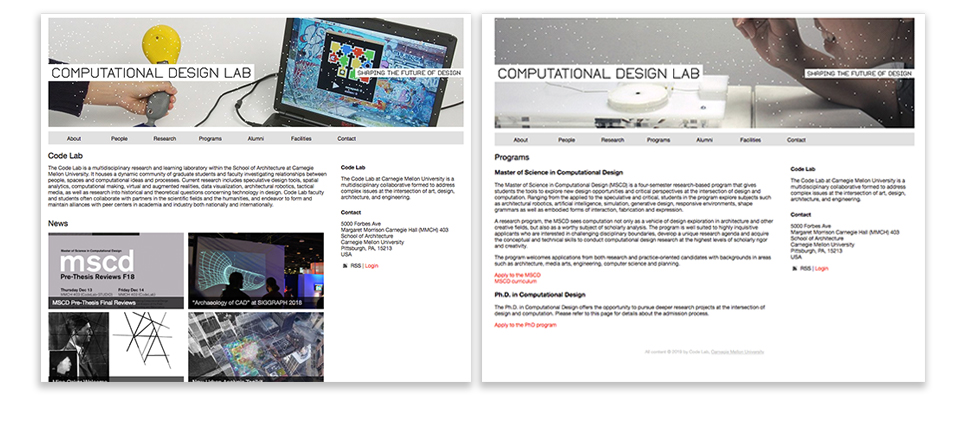 COMPUTATIONAL DESIGN LAB
SHAPING THE FUTURE OF DESIGN
About People Research Programs Alumni Facilities Contact
Code Lab
The Code Lab is a multidisciplinary research and learning laboratory within the School of Architecture at Carnegie
Mellon University. It houses a dynamic community of graduate students and faculty investigating relationships between
people, spaces and computational ideas and processes. Current research includes speculative design tools, spatial
analytics, computational making, virtual and augmented realities, data visualization, architectural robotics, tactical
media, as well as research into historical and theoretical questions concerning technology in design. Code Lab faculty
and students often collaborate with partners in the scientific fields and the humanities, and endeavor to form and
maintain alliances with peer centers in academia and industry both nationally and internationally.
News
Master of Science in Computational Design
mscd
Pre-Thesis Reviews F18
Thursday Dec 13 Friday Dec 14
MSCD Pre-Thesis Final Reviews
"Archaeology of CAD" at SIGGRAPH 2018
Code Lab
The Code Lab at Carnegie Mellon University is a
multidisciplinary collaborative formed to address
complex issues at the intersection of art, design,
architecture, and engineering.
Contact
5000 Forbes Ave
Margaret Morrison Carnegie Hall (MMCH) 403
School of Architecture
Carnegie Mellon University
Pittsburgh, PA, 15213
USA
RSS | Login
COMPUTATIONAL DESIGN LAB
SHAPING THE FUTURE OF DESIGN
About People Research Programs Alumni Facilities Contact
Programs
Master of Science in Computational Design
The Master of Science in Computational Design (MSCD) is a four-semester research-based program that gives
students the tools to explore new design opportunities and critical perspectives at the intersection of design and
computation. Ranging from the applied to the speculative and critical, students in the program explore subjects such
as architectural robotics, artificial intelligence, simulation, generative design, responsive environments, shape
grammars as well as embodied forms of interaction, fabrication and expression.
A research program, the MSCD sees computation not only as a vehicle of design exploration in architecture and other
creative fields, but also as a worthy subject of scholarly analysis. The program is well suited to highly inquisitive
applicants who are interested in challenging disciplinary boundaries, develop a unique research agenda and acquire
the conceptual and technical skills to conduct computational design research at the highest levels of scholarly rigor
and creativity.
The program welcomes applications from both research and practice-oriented candidates with backgrounds in areas
such as architecture, media arts, engineering, computer science and planning.
Apply to the MSCD
MSCD curriculum
Ph.D. in Computational Design
The Ph.D. in Computational Design offers the opportunity to pursue deeper research projects at the intersection of
design and computation. Please refer to this page for details about the admission process.
Apply to the PhD program
Code Lab
The Code Lab at Carnegie Mellon University is a
multidisciplinary collaborative formed to address
complex issues at the intersection of art, design,
architecture, and engineering.
Contact
5000 Forbes Ave
Margaret Morrison Carnegie Hall (MMCH) 403
School of Architecture
Carnegie Mellon University
Pittsburgh, PA, 15213
USA
RSS | Login
All content © 2018 by Code Lab, Carnegie Mellon University